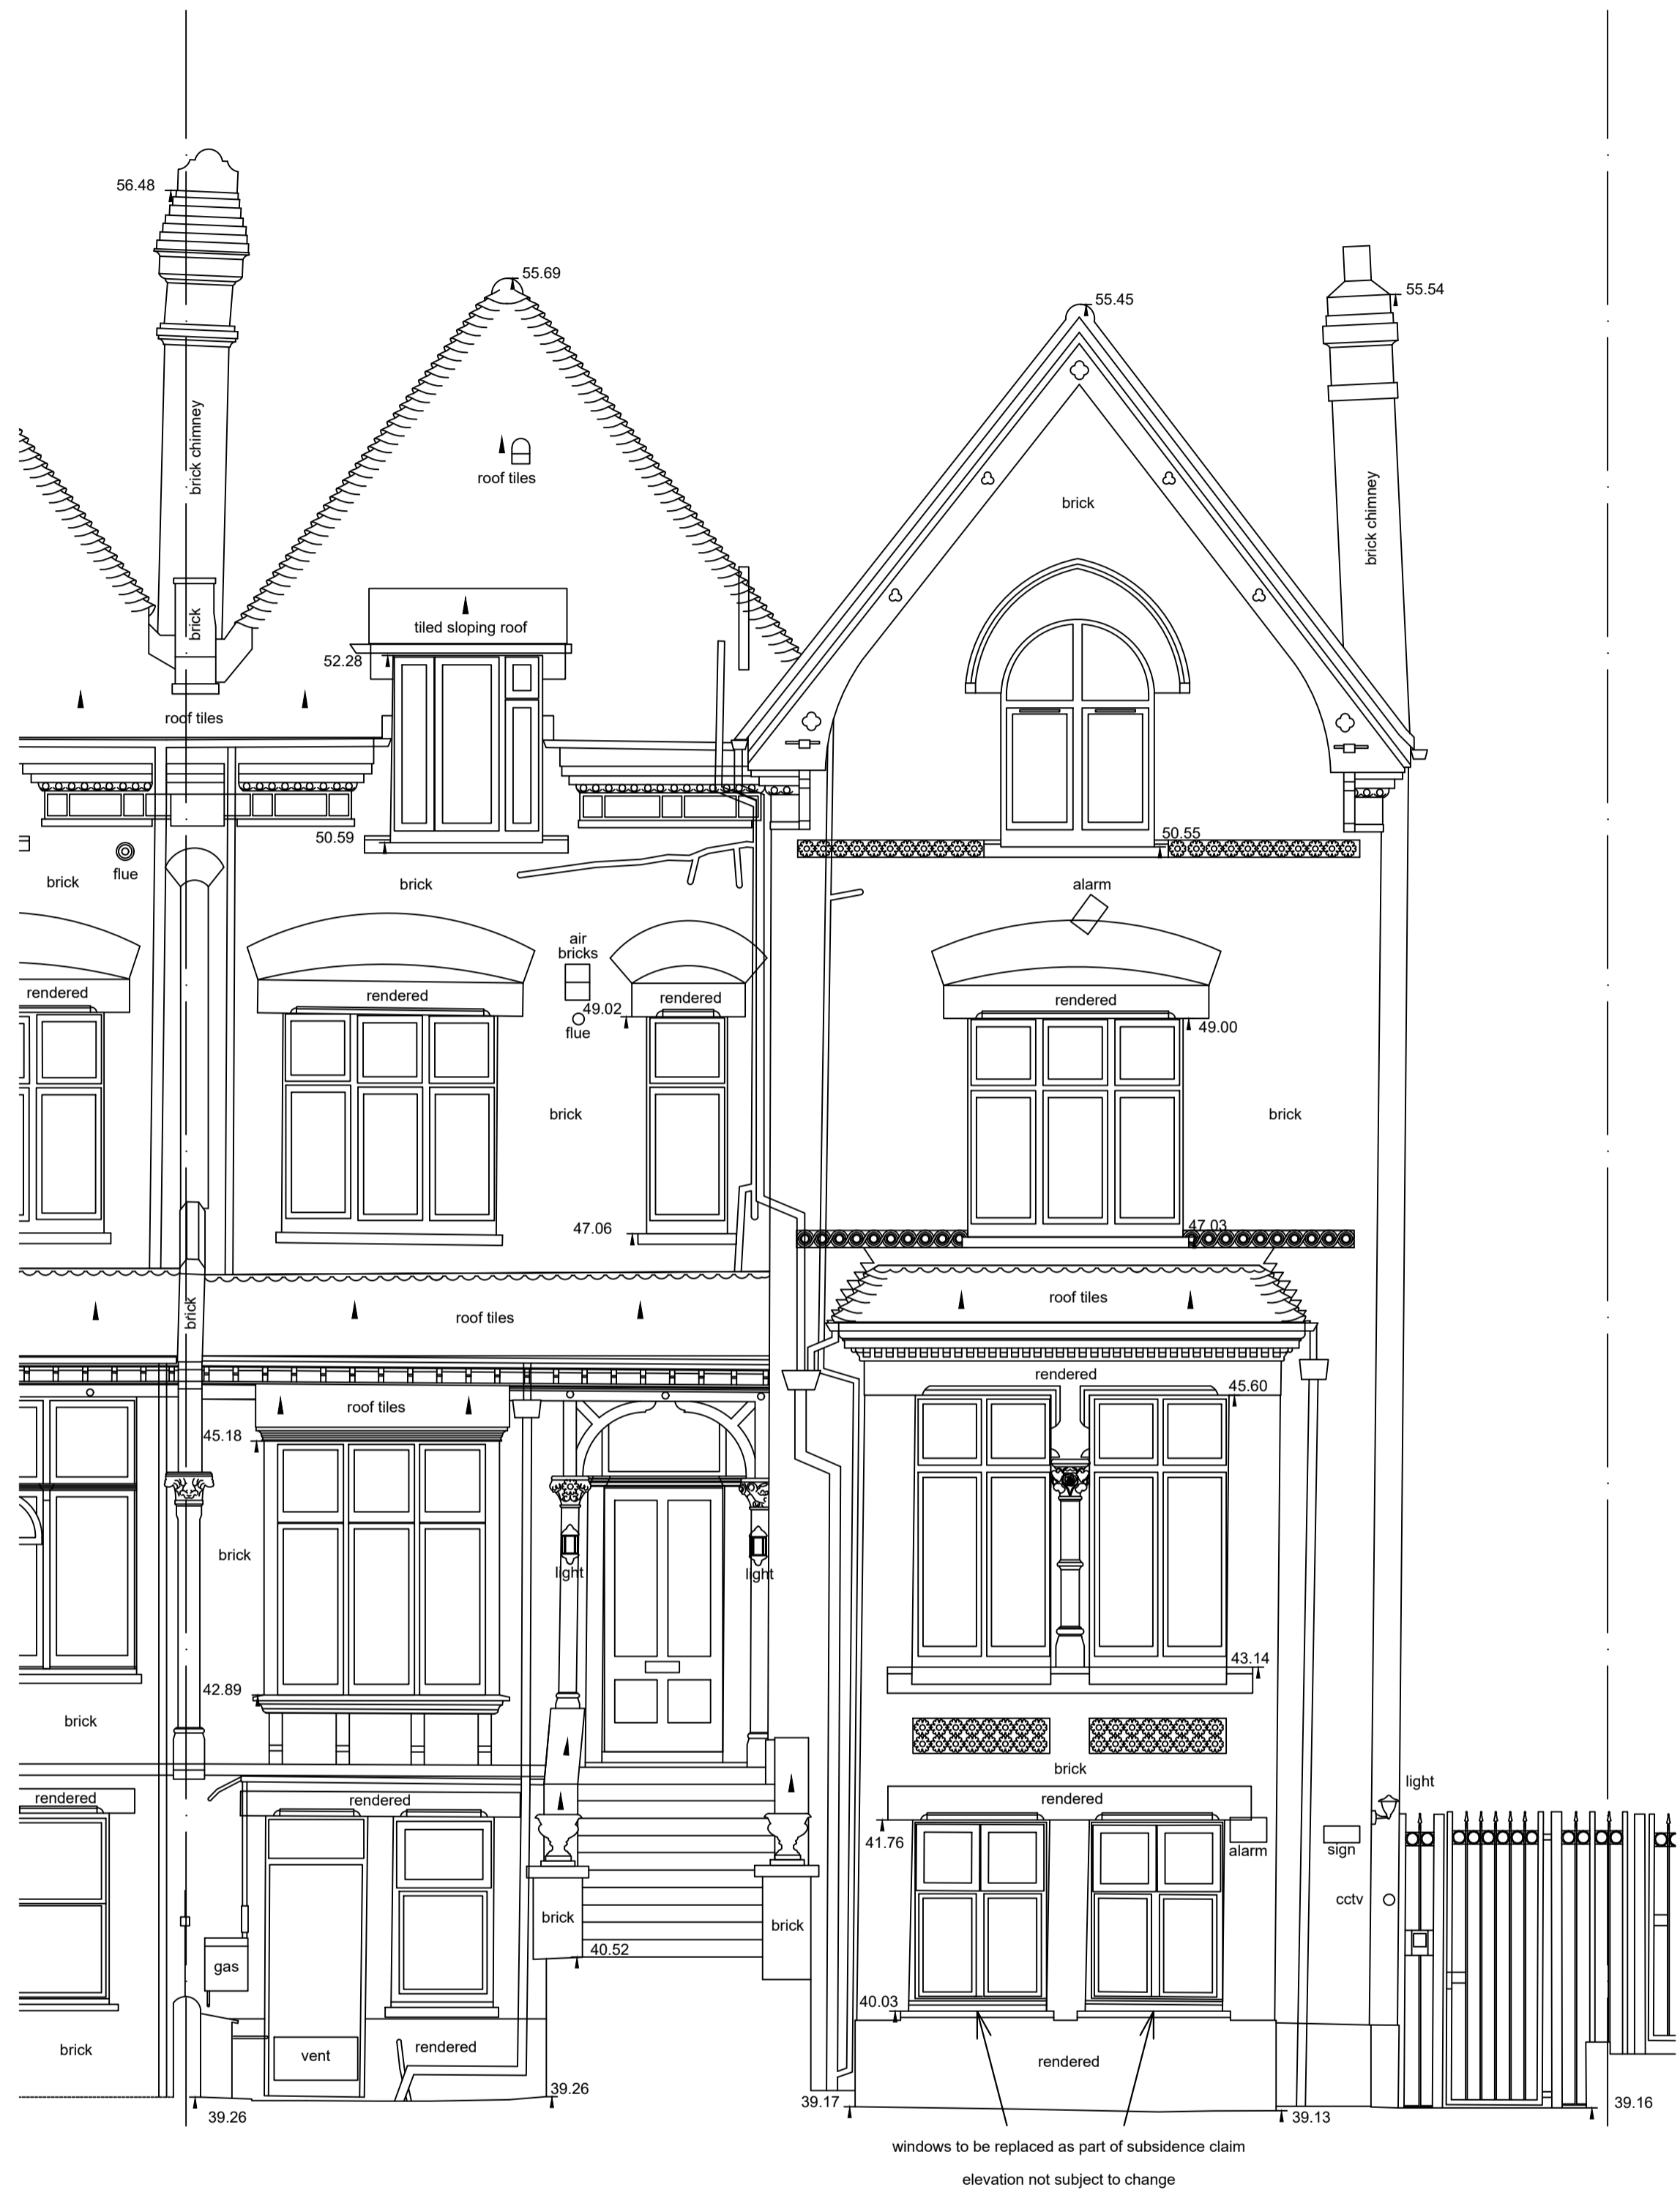 56.48
55.69
55.45
55.54
brick chimney
roof tiles
brick
brick chimney
brick
tiled sloping roof
52.28
roof tiles
50.59
50.55
flue
brick
brick
alarm
air
bricks
rendered
rendered
rendered
rendered
49.02
flue
49.00
brick
brick
47.06
47.03
brick
roof tiles
roof tiles
rendered
45.60
roof tiles
45.18
brick
light
light
43.14
42.89
brick
brick
light
rendered
rendered
rendered
41.76
alarm
sign
cctv
brick
brick
40.52
gas
40.03
brick
vent
rendered
rendered
39.26
39.26
39.17
39.13
39.16
windows to be replaced as part of subsidence claim
elevation not subject to change